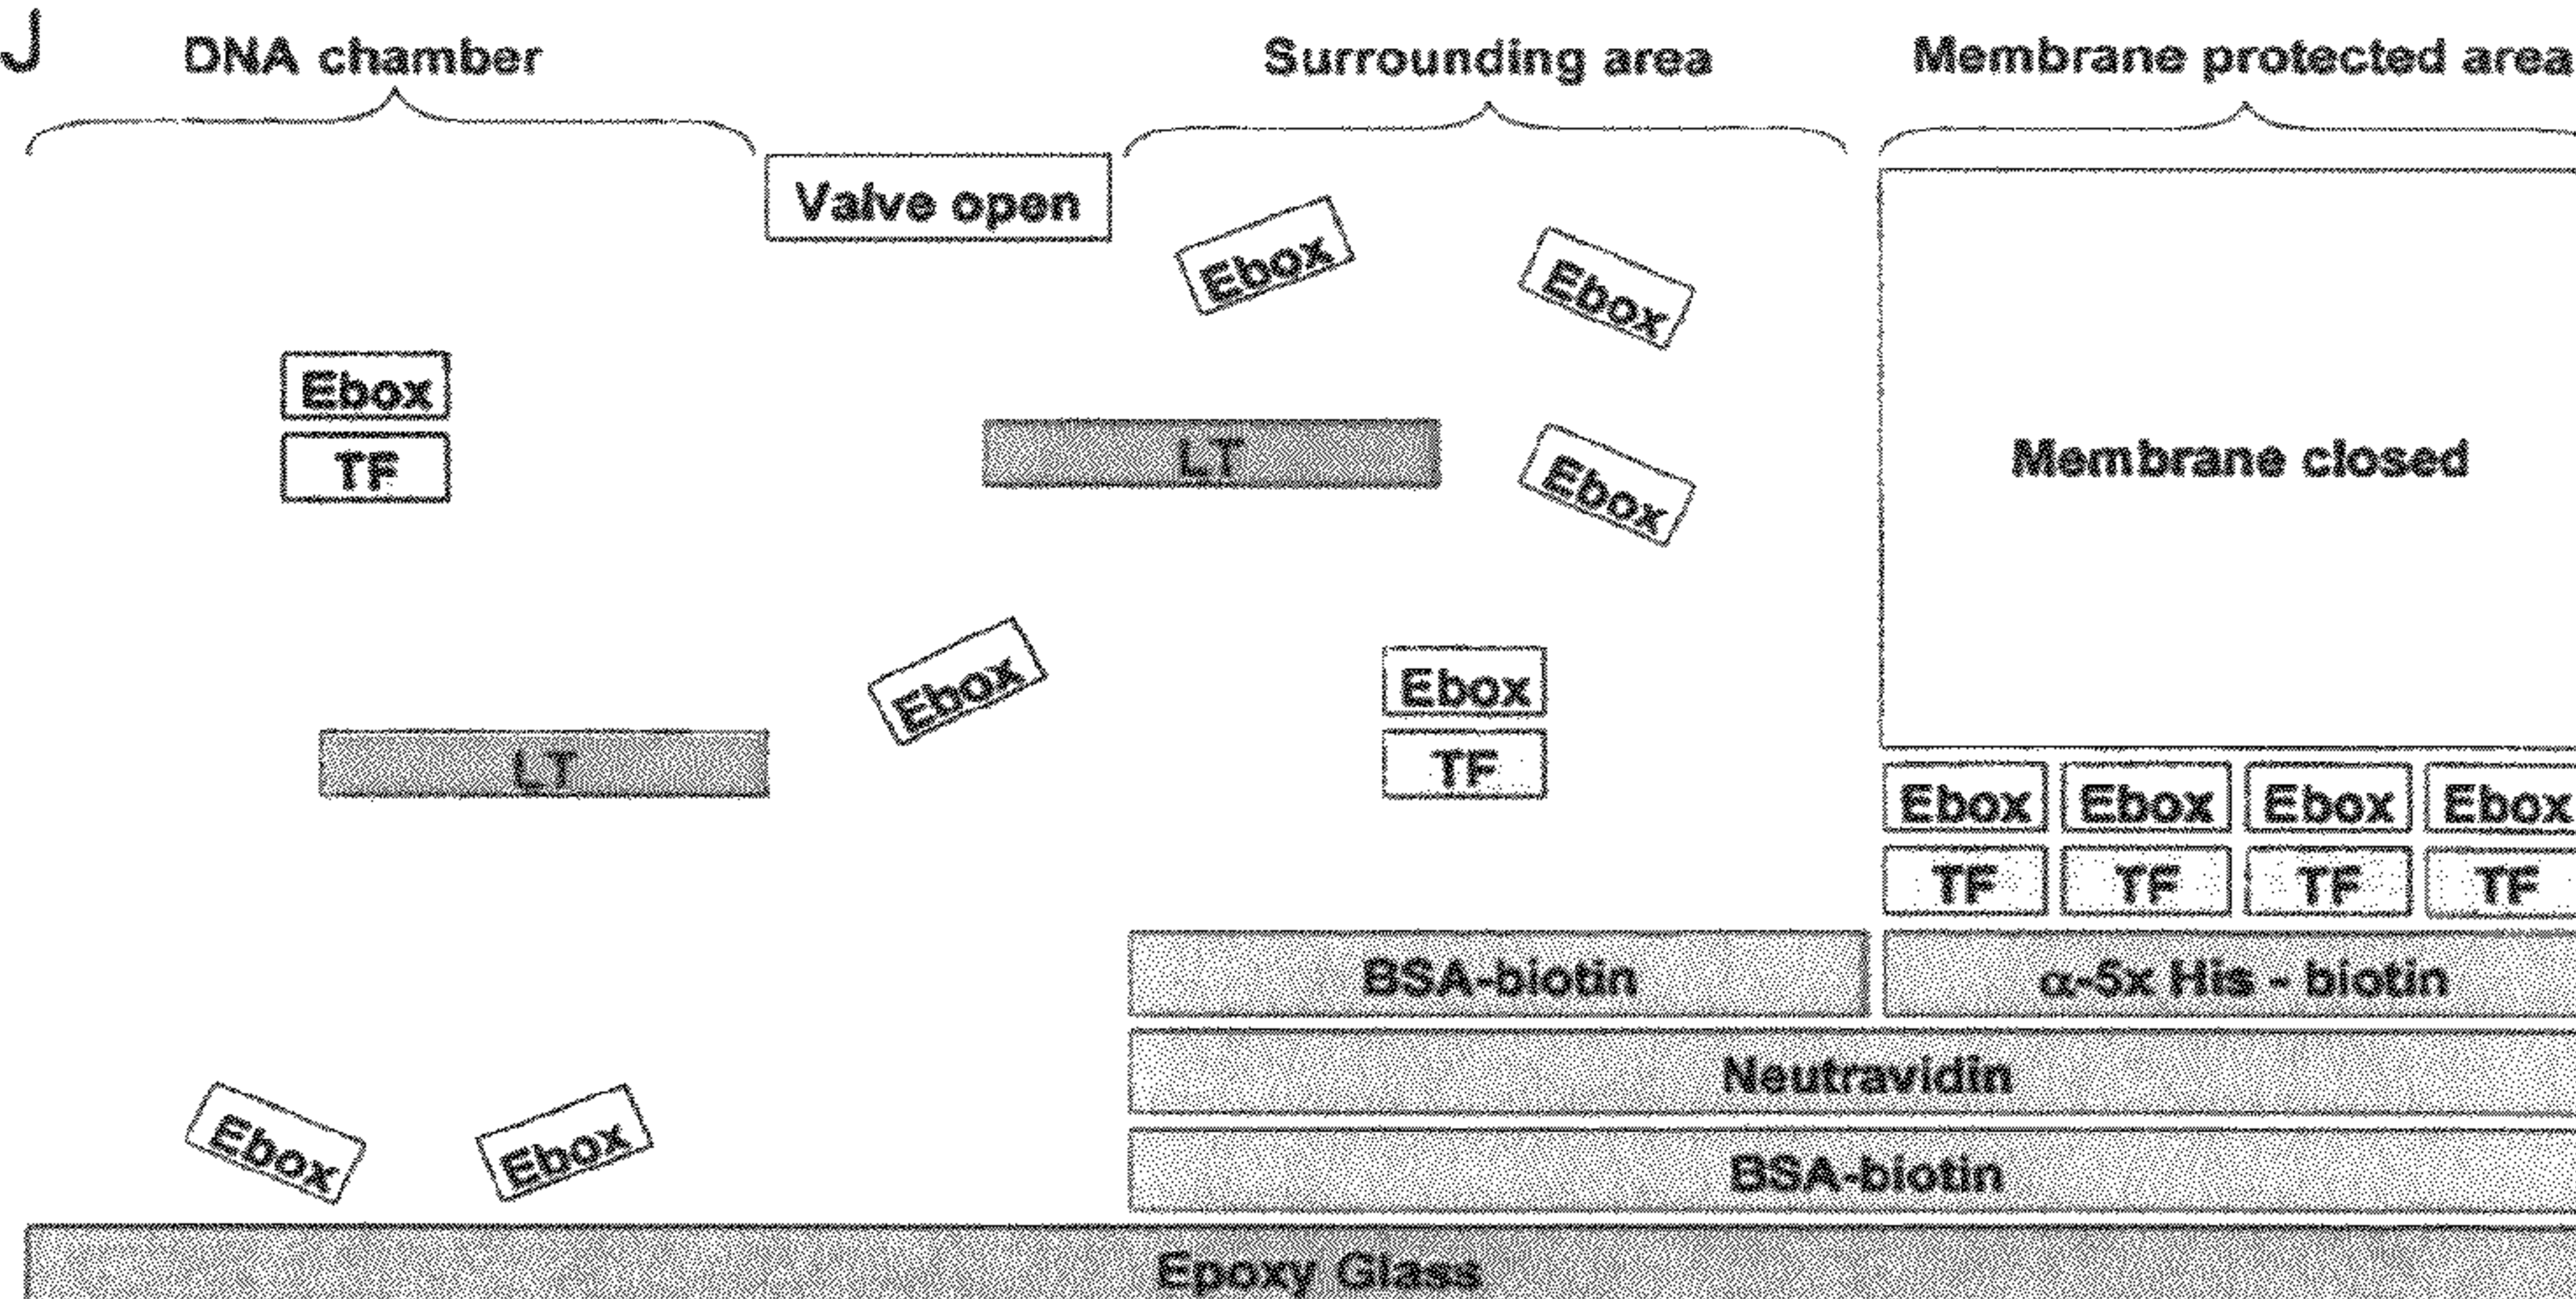 J
DNA chamber
Surrounding area
Membrane protected area
Valve open
Ebox
Ebox
Ebox
TF
LT
Ebox
Membrane closed
Ebox
Ebox
TF
LT
Ebox Ebox Ebox Ebox
TF TF TF TF
BSA-biotin
α-5x His - biotin
Neutravidin
Ebox
Ebox
BSA-biotin
Epoxy Glass